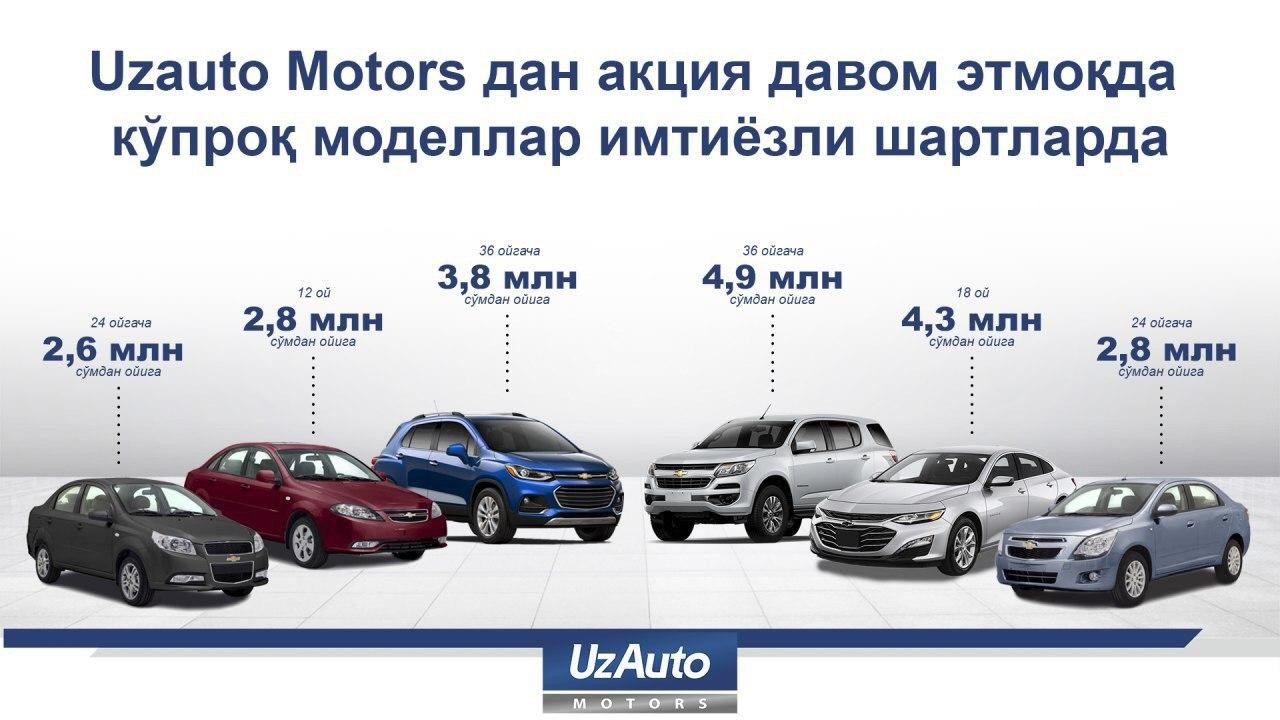 Uzauto Motors дан акция давом этмоқда
кўпроқ моделлар имтиёзли шартларда
24 ойгача
2,6 млн
сўмдан ойига
12 ой
2,8 млн
сўмдан ойига
36 ойгача
3,8 млн
сўмдан ойига
36 ойгача
4,9 млн
сўмдан ойига
18 ой
4,3 млн
сўмдан ойига
24 ойгача
2,8 млн
сўмдан ойига
UzAuto
MOTORS